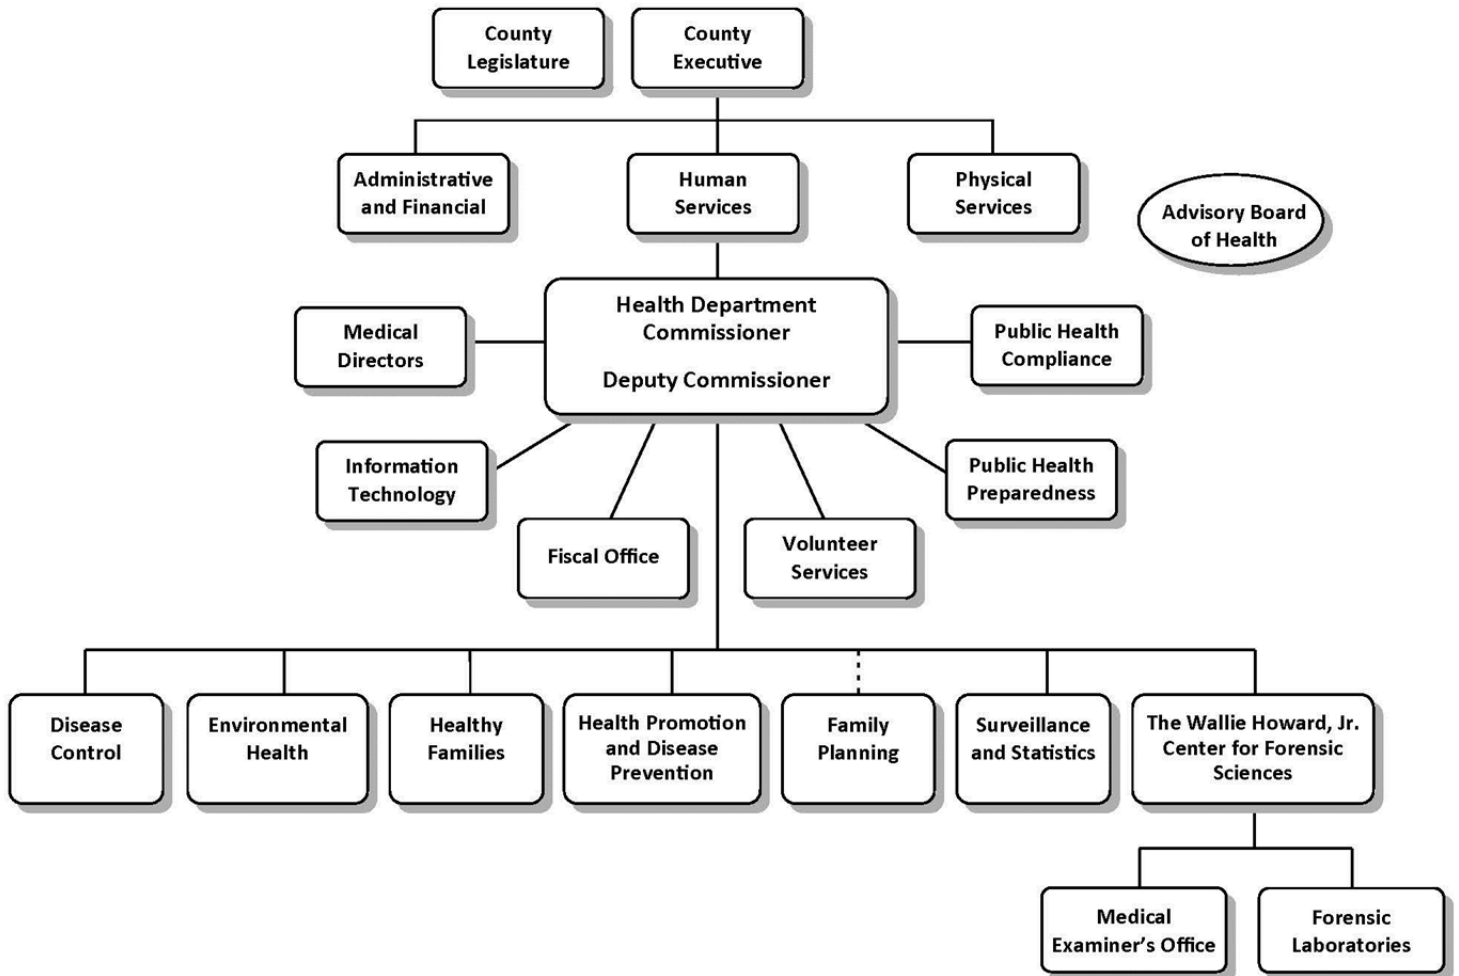 County
Legislature
County
Executive
Administrative
and Financial
Human
Services
Physical
Services
Advisory Board
of Health
Health Department
Commissioner
Deputy Commissioner
Medical
Directors
Public Health
Compliance
Information
Technology
Public Health
Preparedness
Fiscal Office
Volunteer
Services
Disease
Control
Environmental
Health
Healthy
Families
Health Promotion
and Disease
Prevention
Family
Planning
Surveillance
and Statistics
The Wallie Howard, Jr.
Center for Forensic
Sciences
Medical
Examiner’s Office
Forensic
Laboratories